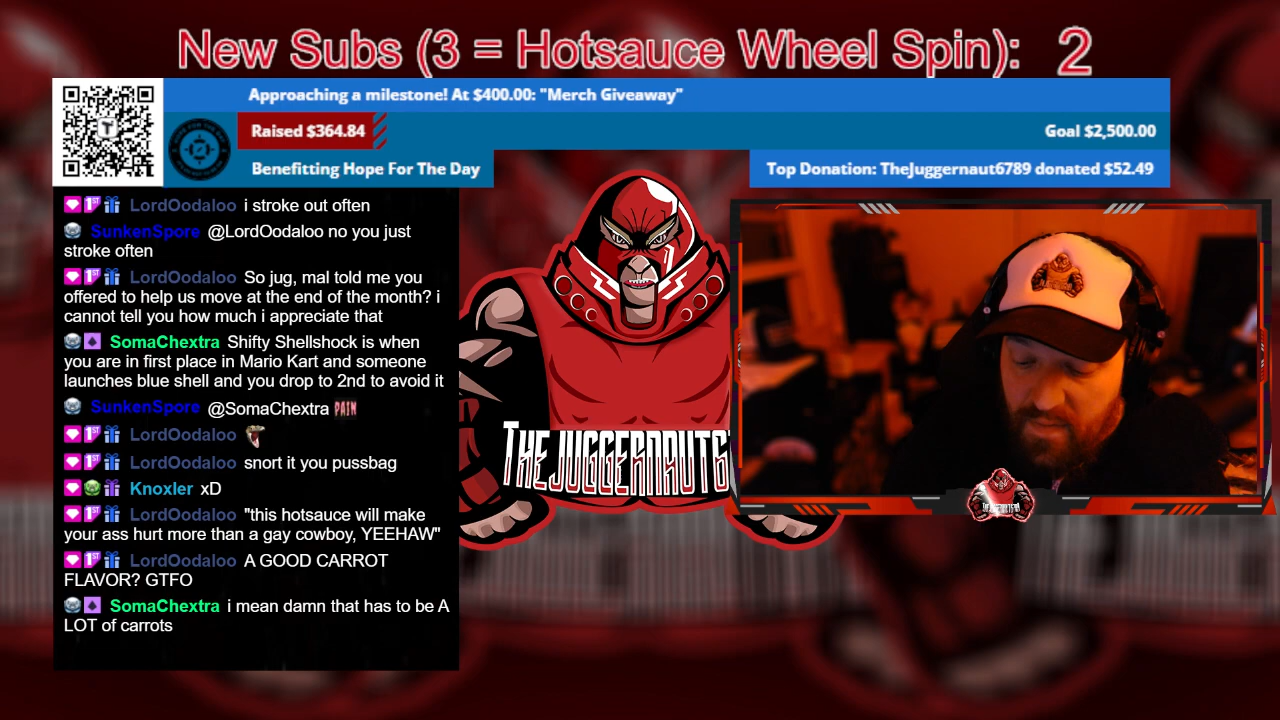 New Subs (3 = Hotsauce Wheel Spin): 2
Approaching a milestone! At $400.00: "Merch Giveaway"
Raised $364.84
Goal $2,500.00
Benefitting Hope For The Day
Top Donation: TheJuggernaut6789 donated $52.49
LordOodaloo i stroke out often
SunkenSpore @LordOodaloo no you just
stroke often
LordOodaloo So jug, mal told me you
offered to help us move at the end of the month? i
cannot tell you how much i appreciate that
SomaChextra Shifty Shellshock is when
you are in first place in Mario Kart and someone
launches blue shell and you drop to 2nd to avoid it
SunkenSpore @SomaChextra PAIN
LordOodaloo
LordOodaloo snort it you pussbag
Knoxler xD
LordOodaloo "this hotsauce will make
your ass hurt more than a gay cowboy, YEEHAW"
LordOodaloo A GOOD CARROT
FLAVOR? GTFO
SomaChextra i mean damn that has to be A
LOT of carrots
THEJUGGERNAUT6